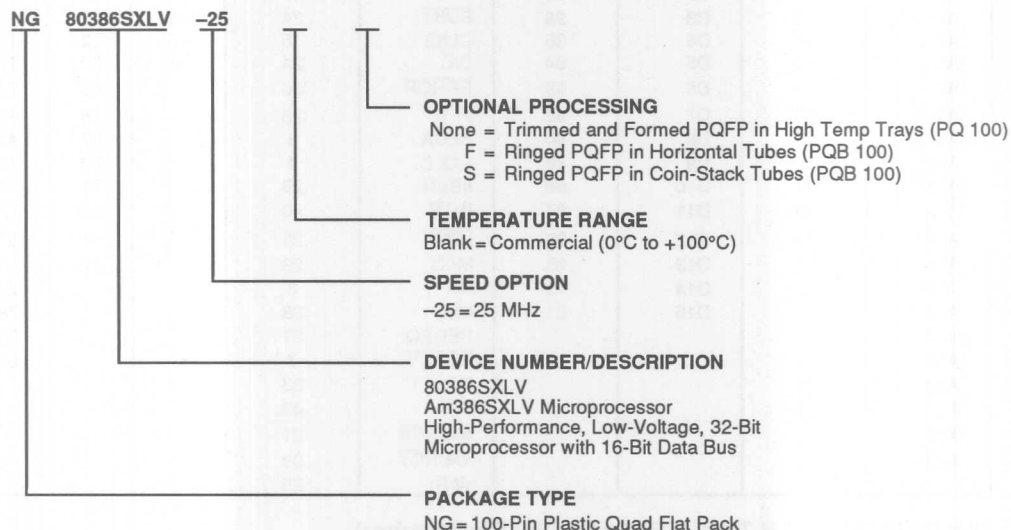 NG 80386SXLV –25
OPTIONAL PROCESSING
None = Trimmed and Formed PQFP in High Temp Trays (PQ 100)
F = Ringed PQFP in Horizontal Tubes (PQB 100)
S = Ringed PQFP in Coin-Stack Tubes (PQB 100)
TEMPERATURE RANGE
Blank = Commercial (0°C to +100°C)
SPEED OPTION
–25 = 25 MHz
DEVICE NUMBER/DESCRIPTION
80386SXLV
Am386SXLV Microprocessor
High-Performance, Low-Voltage, 32-Bit
Microprocessor with 16-Bit Data Bus
PACKAGE TYPE
NG = 100-Pin Plastic Quad Flat Pack